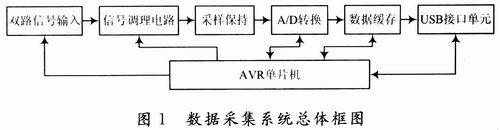 双路信号输入
信号调理电路
采样保持
A/D转换
数据缓存
USB接口单元
AVR单片机
图1 数据采集系统总体框图